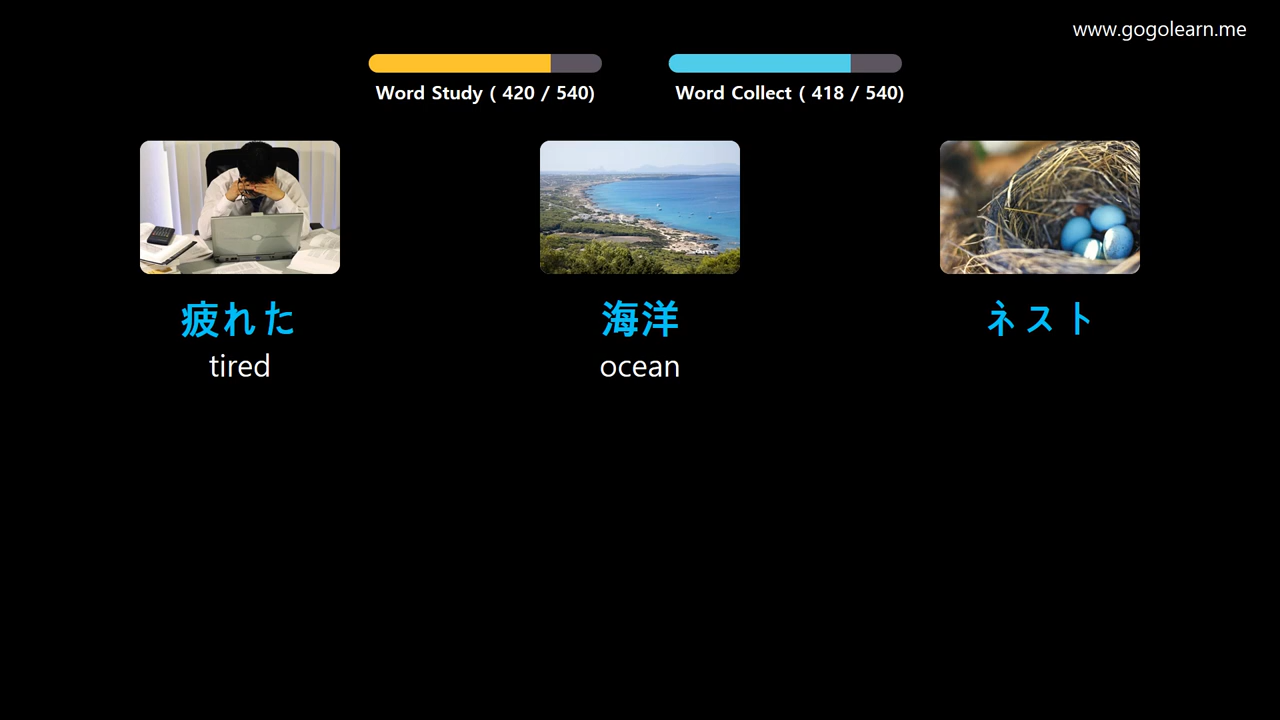 www.gogolearn.me
Word Study ( 420 / 540)
Word Collect ( 418 / 540)
疲れた
海洋
ネスト
tired
ocean